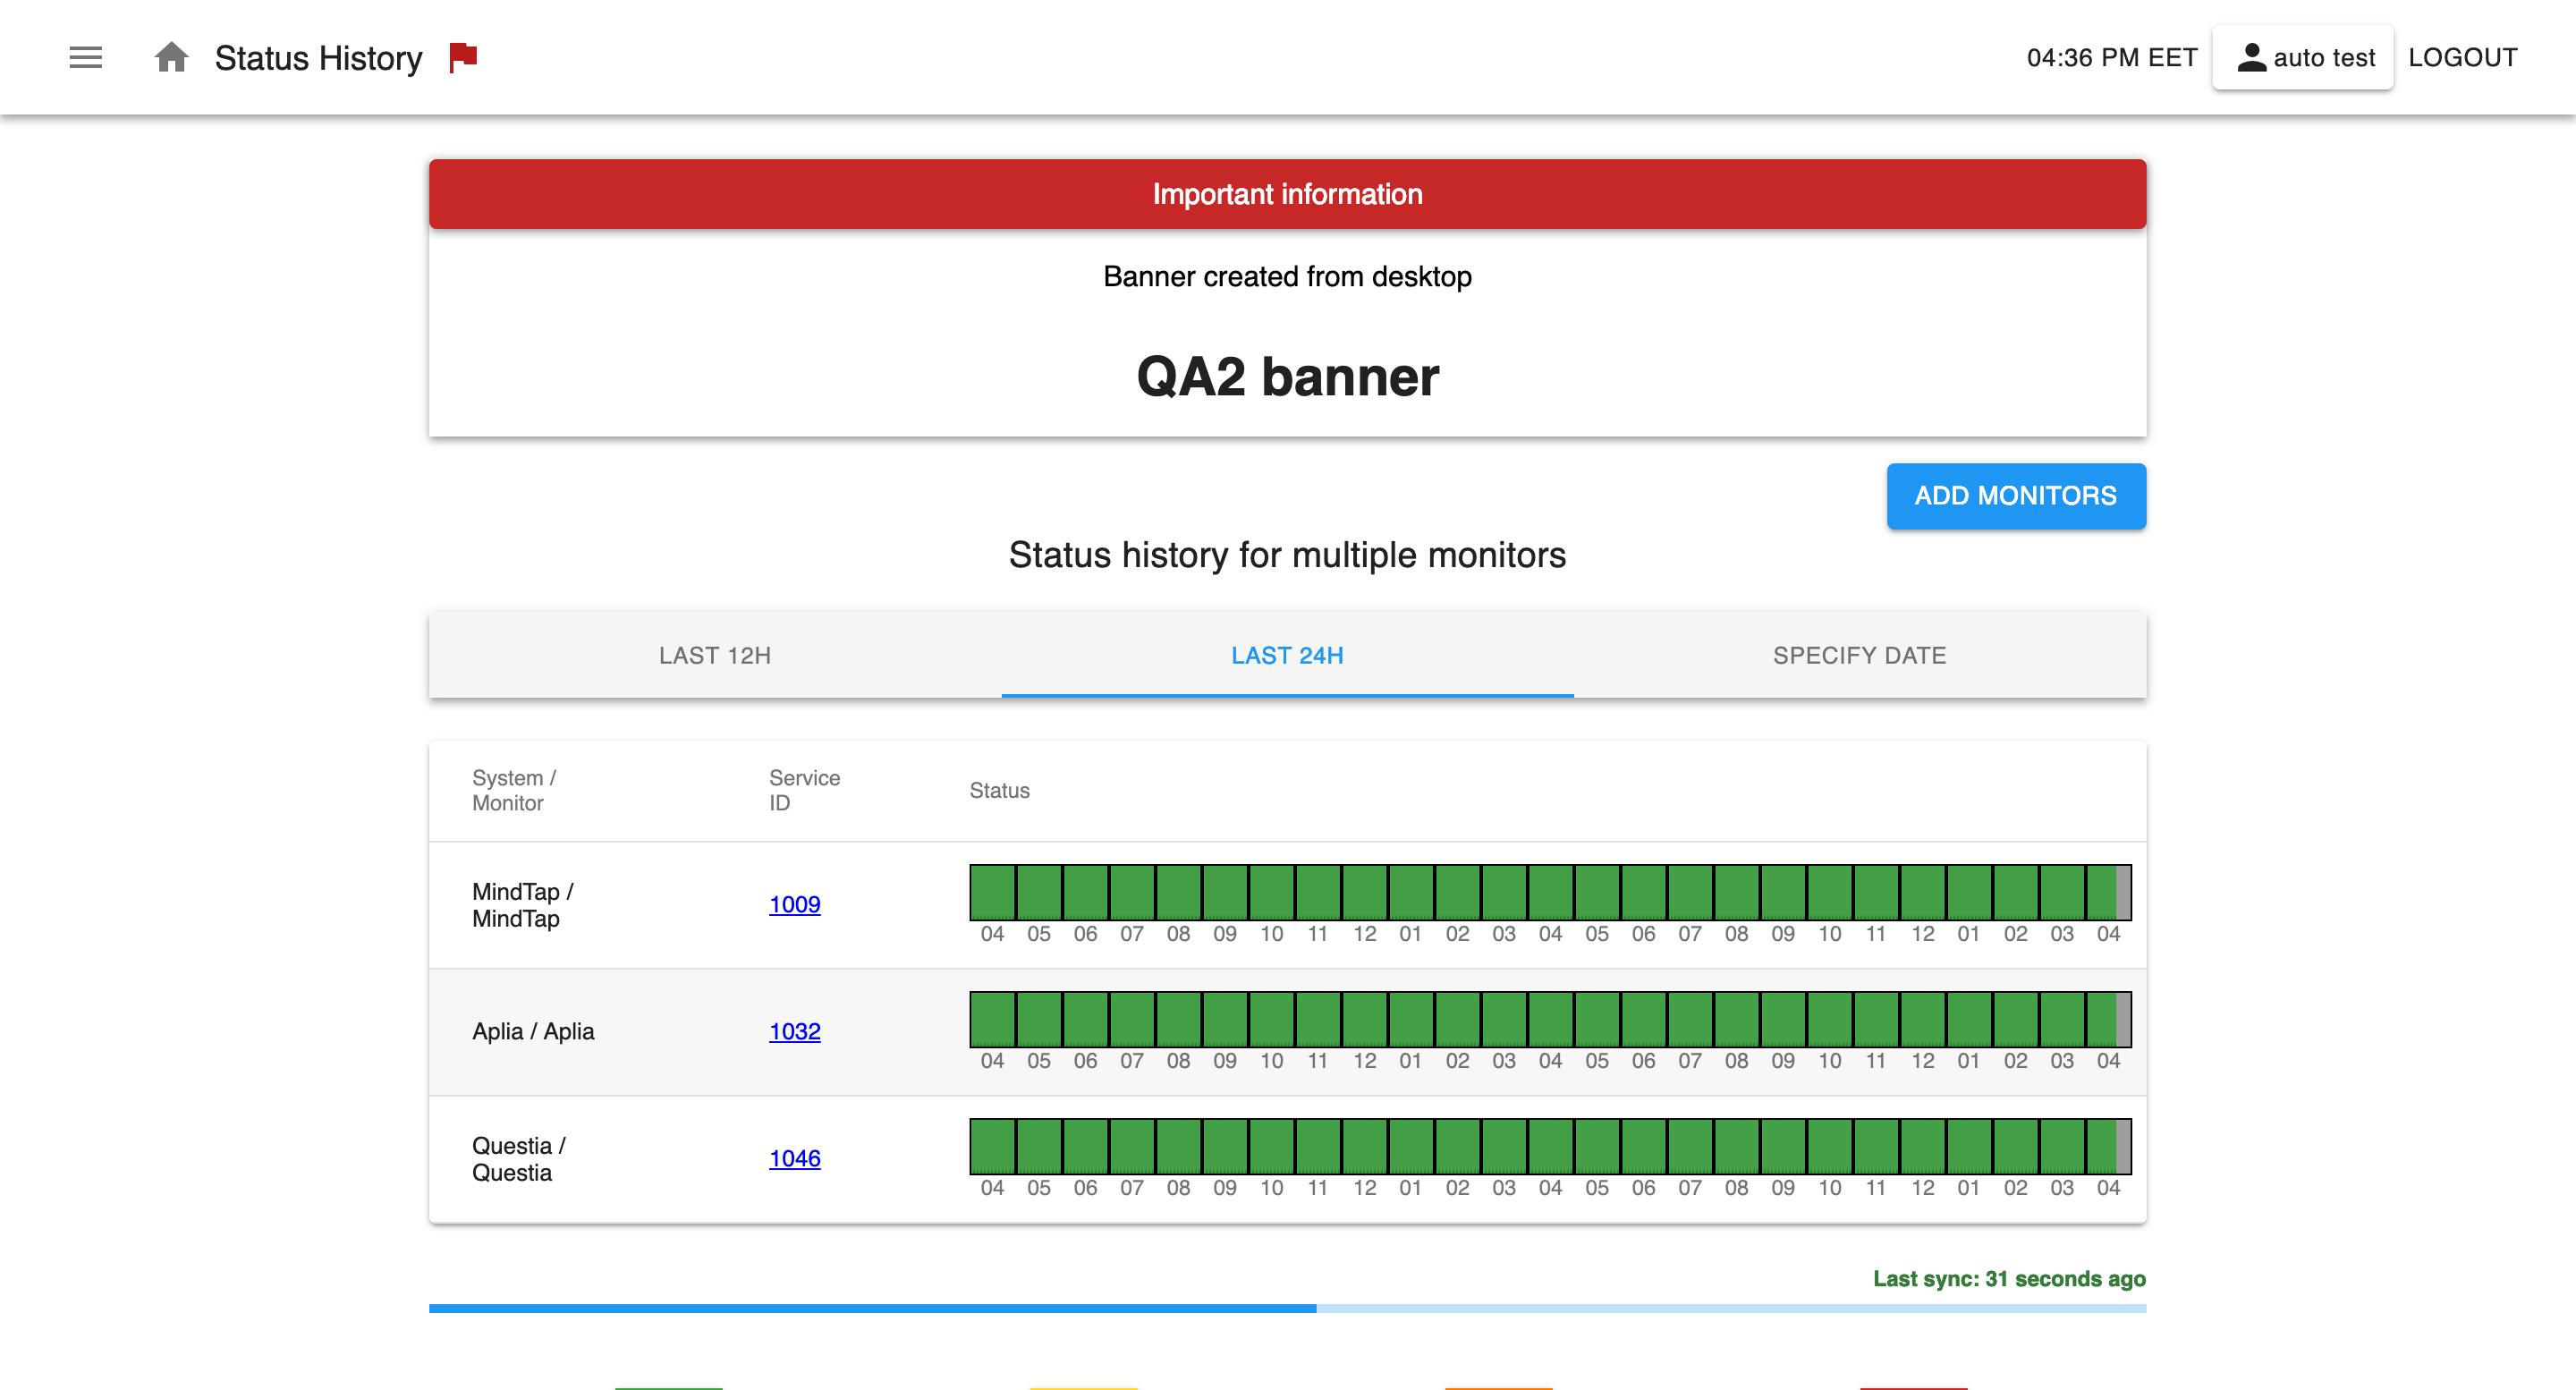 Status History
04:36 PM EET
auto test
LOGOUT
Important information
Banner created from desktop
QA2 banner
ADD MONITORS
Status history for multiple monitors
LAST 12H
LAST 24H
SPECIFY DATE
System /
Monitor
Service
ID
Status
MindTap /
MindTap
1009
04 05 06 07 08 09 10 11 12 01 02 03 04 05 06 07 08 09 10 11 12 01 02 03 04
Aplia / Aplia
1032
04 05 06 07 08 09 10 11 12 01 02 03 04 05 06 07 08 09 10 11 12 01 02 03 04
Questia /
Questia
1046
04 05 06 07 08 09 10 11 12 01 02 03 04 05 06 07 08 09 10 11 12 01 02 03 04
Last sync: 31 seconds ago